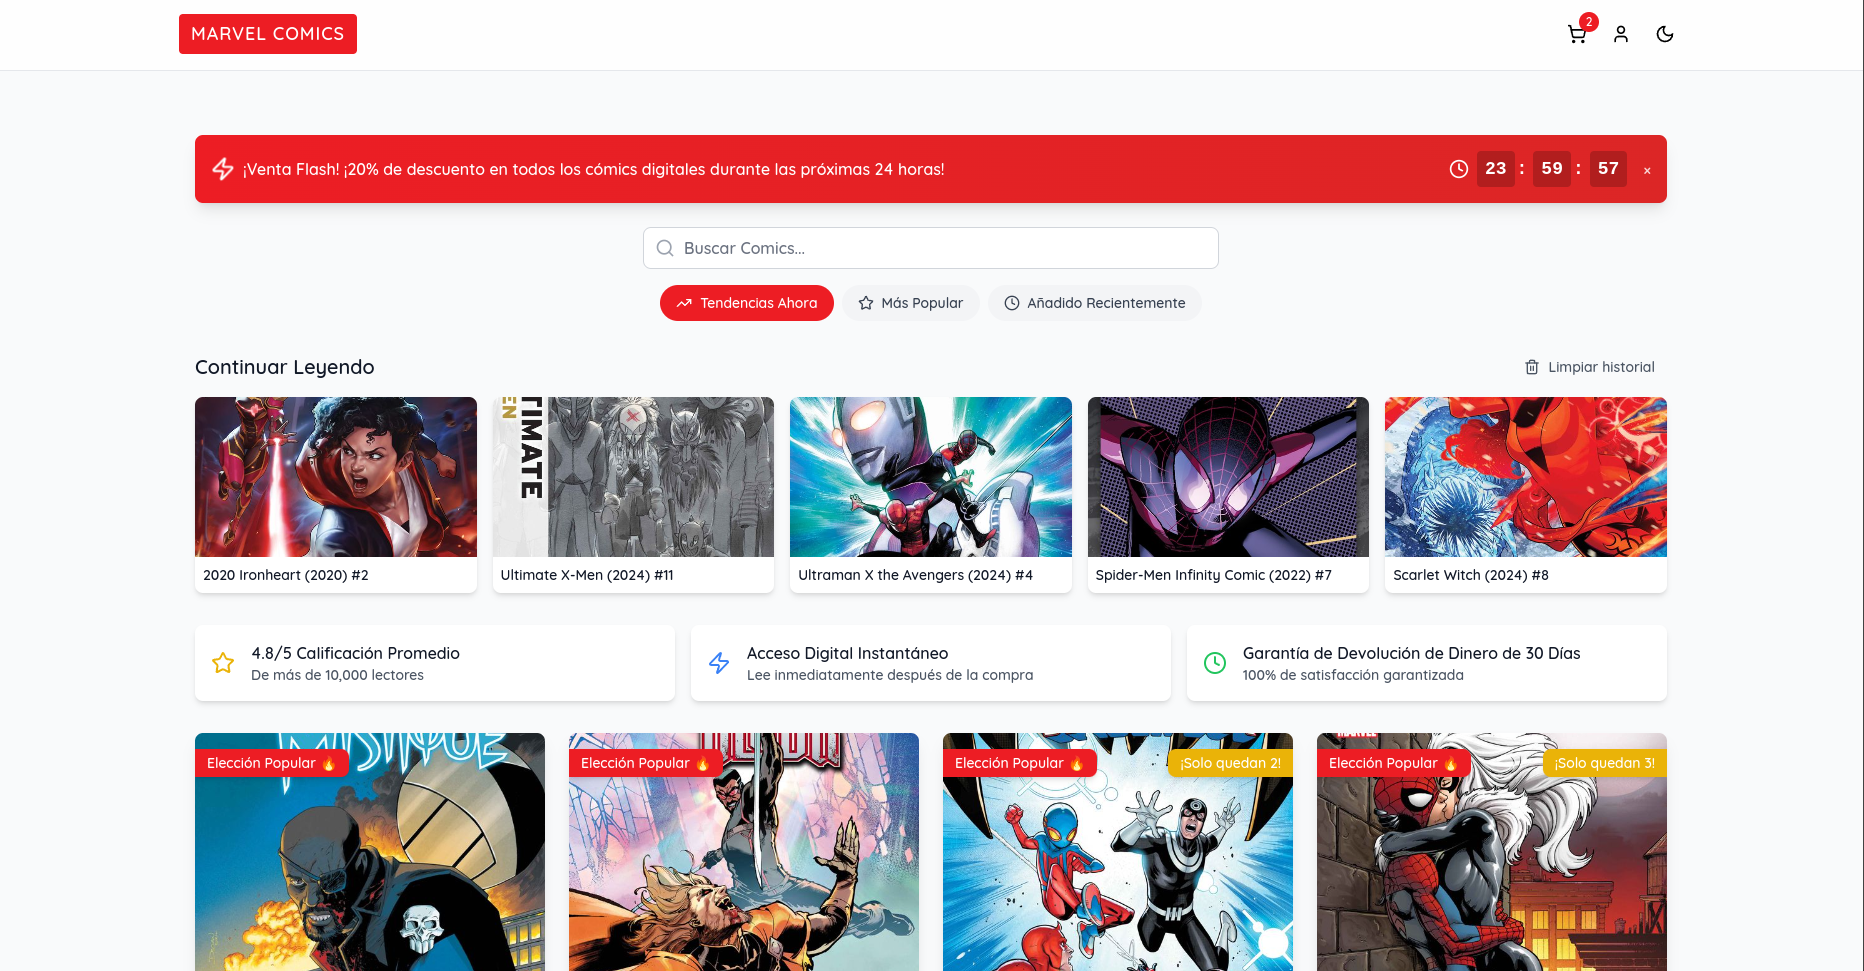 MARVEL COMICS
2
¡Venta Flash! ¡20% de descuento en todos los cómics digitales durante las próximas 24 horas!
23 : 59 : 57 ×
Buscar Comics...
Tendencias Ahora
Más Popular
Añadido Recientemente
Continuar Leyendo
Limpiar historial
TIMATE
EN
2020 Ironheart (2020) #2
Ultimate X-Men (2024) #11
Ultraman X the Avengers (2024) #4
Spider-Men Infinity Comic (2022) #7
Scarlet Witch (2024) #8
4.8/5 Calificación Promedio
De más de 10,000 lectores
Acceso Digital Instantáneo
Lee inmediatamente después de la compra
Garantía de Devolución de Dinero de 30 Días
100% de satisfacción garantizada
MARVEL
Elección Popular 🔥
Elección Popular 🔥
Elección Popular 🔥
¡Solo quedan 2!
Elección Popular 🔥
¡Solo quedan 3!